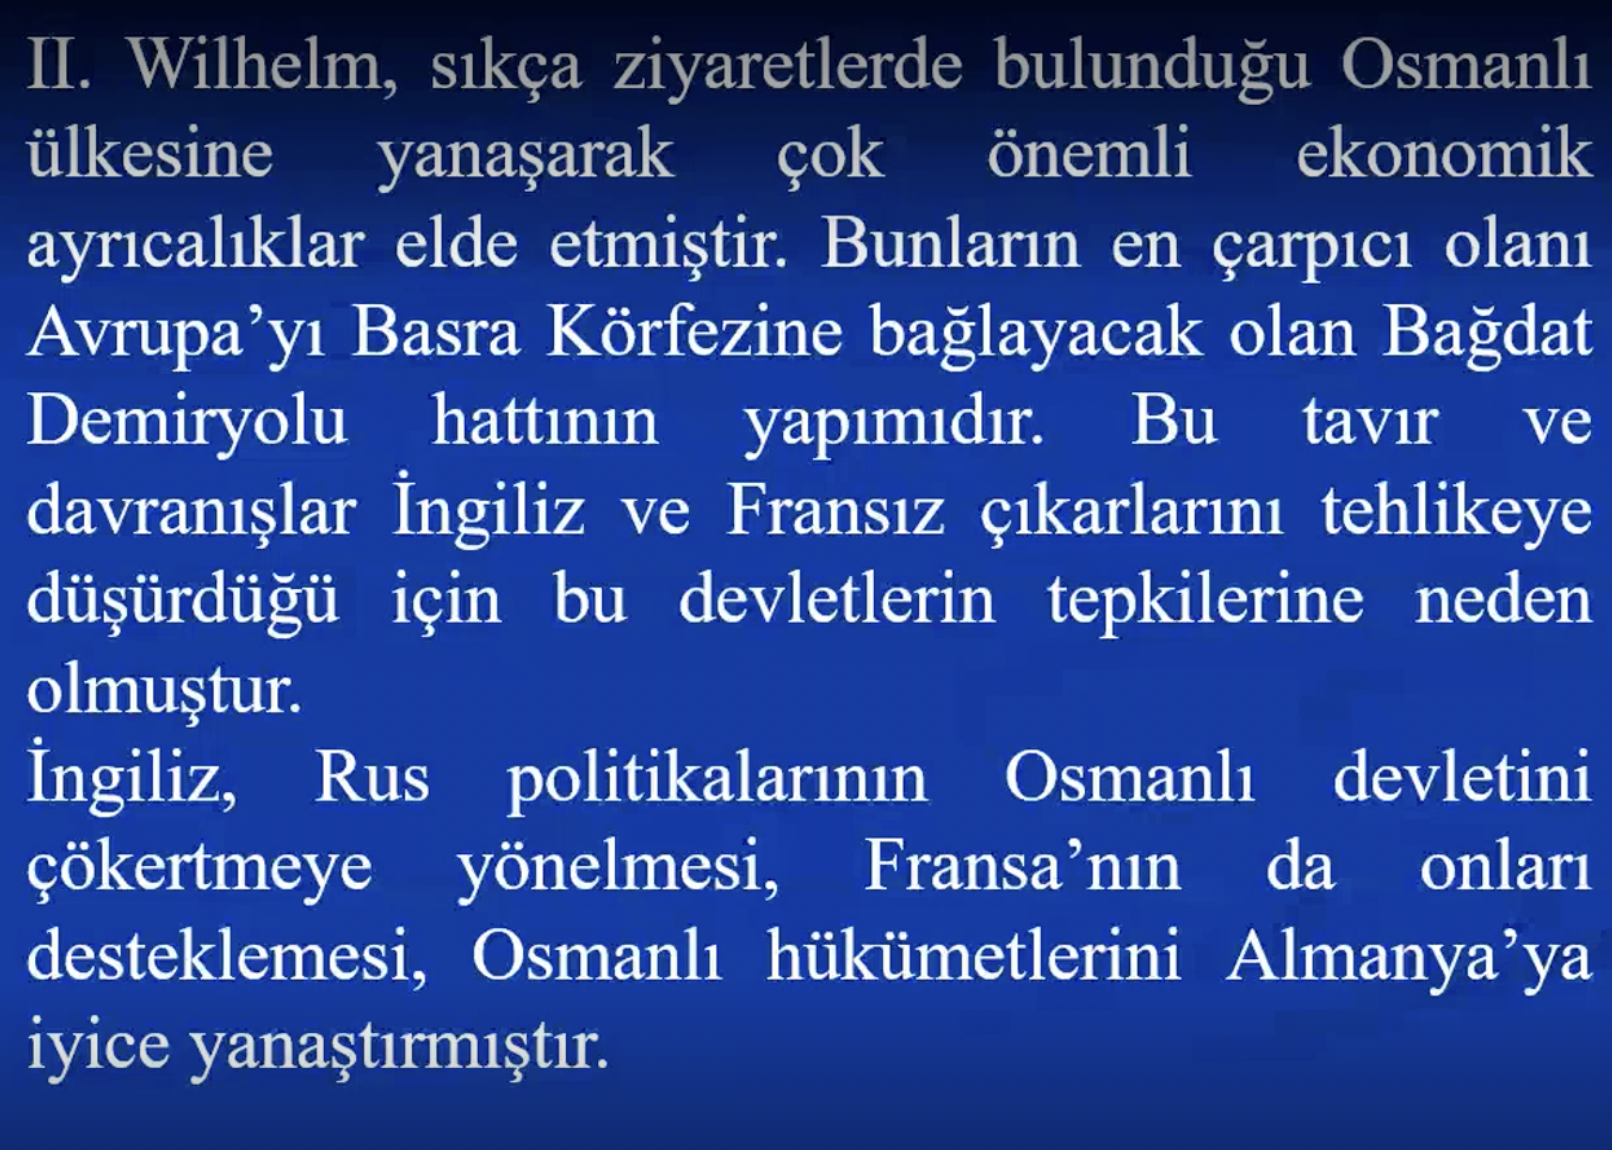 II. Wilhelm, sıkça ziyaretlerde bulunduğu Osmanlı
ülkesine yanaşarak çok önemli ekonomik
ayrıcalıklar elde etmiştir. Bunların en çarpıcı olanı
Avrupa’yı Basra Körfezine bağlayacak olan Bağdat
Demiryolu hattının yapımıdır. Bu tavır ve
davranışlar İngiliz ve Fransız çıkarlarını tehlikeye
düşürdüğü için bu devletlerin tepkilerine neden
olmuştur.
İngiliz, Rus politikalarının Osmanlı devletini
çökertmeye yönelmesi, Fransa’nın da onları
desteklemesi, Osmanlı hükümetlerini Almanya’ya
iyice yanaştırmıştır.